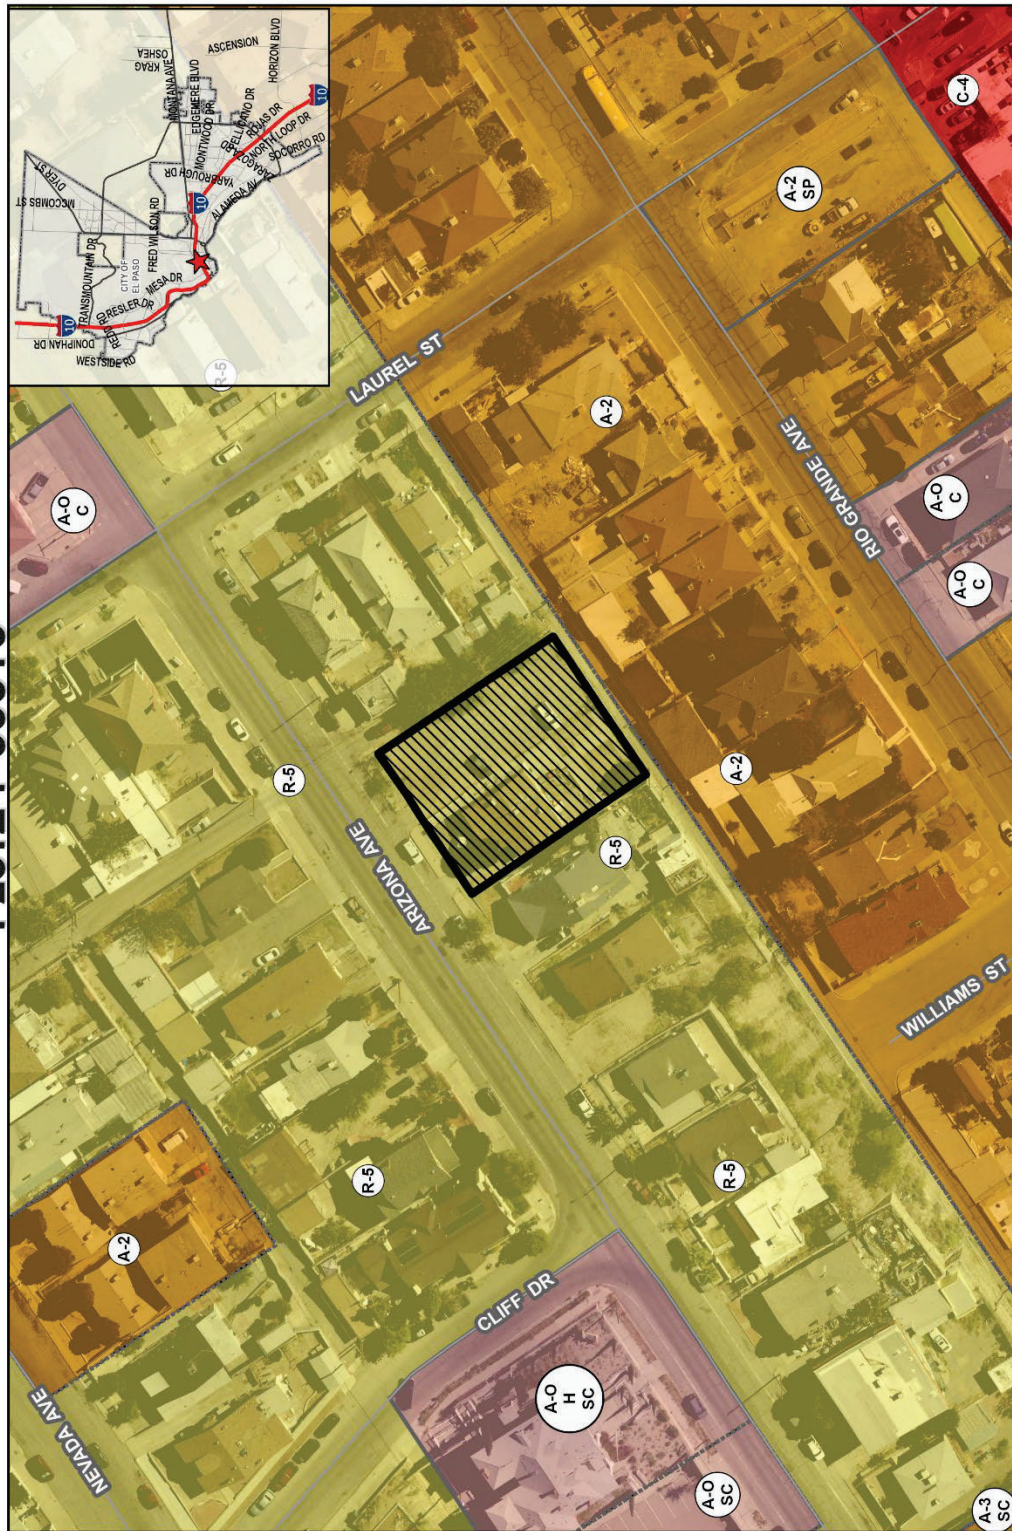 NEVADA AVE
A-2
A-O
C
R-5
LAUREL ST
R-5
R-5
ARIZONA AVE
CLIFF DR
A-O
H
SC
R-5
A-2
A-O
SC
R-5
A-2
A-2
SP
RIO GRANDE AVE
WILLIAMS ST
A-O
C
A-O
C
C-4
A-3
SC
DONIPHAN DR
WESTSIDE RD
10
TRANSMOUNTAIN DR
REDD RD
RESLER DR
MESA DR
CITY OF
EL PASO
MCCOMBS ST
DYER ST
FRED WILSON RD
10
YARBROUGH DR
ALAMEDA AV
MONTANA AVE
EDGEMERE BLVD
MONTWOOD DR
PELLICANO DR
ROJAS DR
NORTH LOOP DR
SOCORRO RD
KRAG
OSHEA
ASCENSION
HORIZON BLVD
10